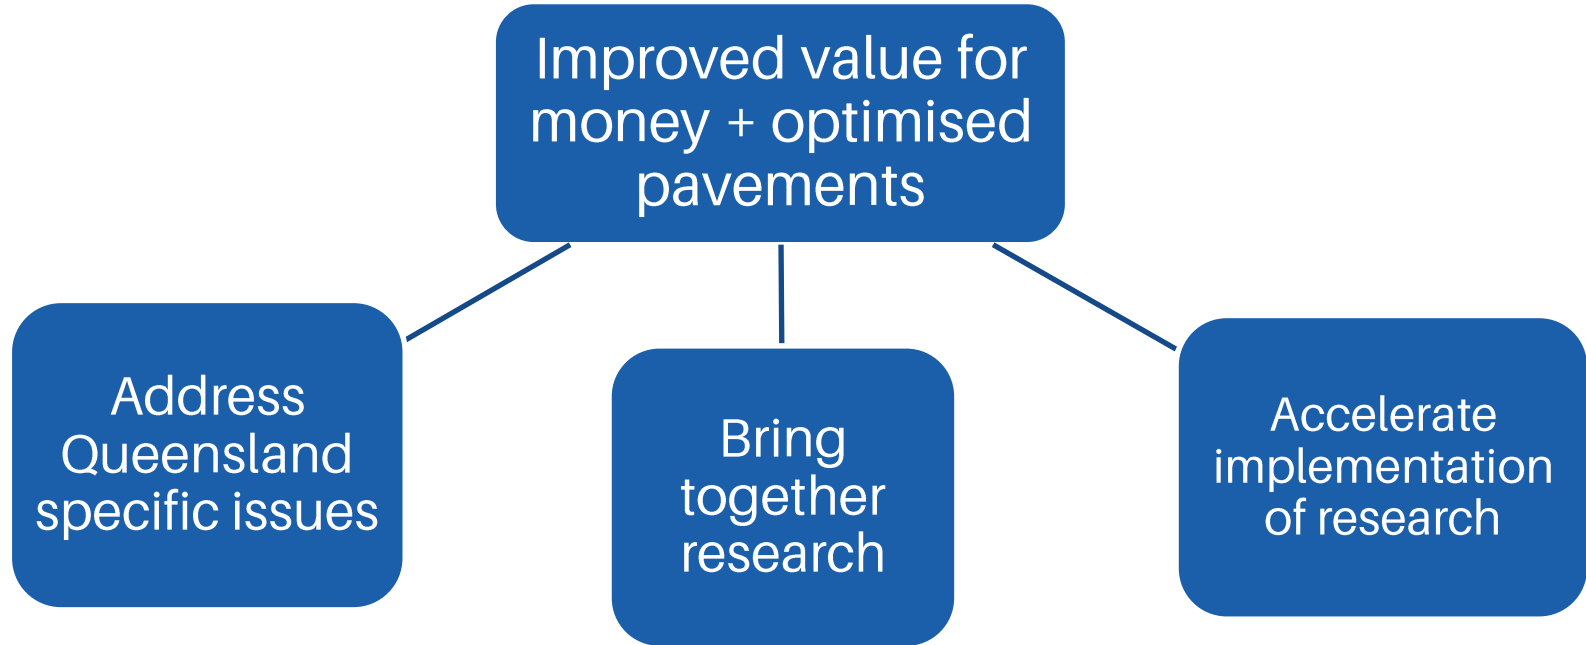 Improved value for
money + optimised
pavements
Address
Queensland
specific issues
Bring
together
research
Accelerate
implementation
of research